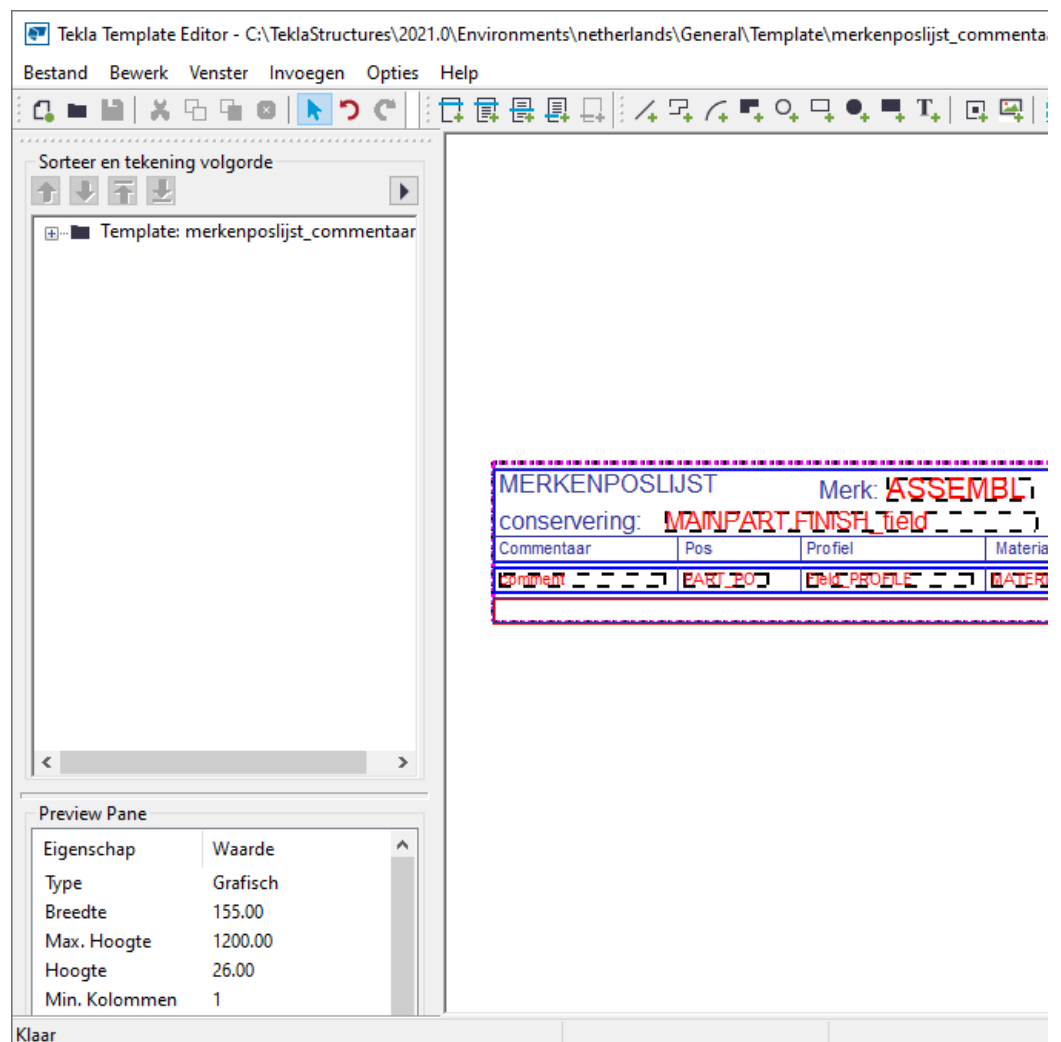 Tekla Template Editor - C:\TeklaStructures\2021.0\Environments\netherlands\General\Template\merkenposlijst_commentaa
Bestand Bewerk Venster Invoegen Opties Help
Sorteer en tekening volgorde
Template: merkenposlijst_commentaar
MERKENPOSLIJST Merk: ASSEMBL
conservering: MAINPART.FINISH_field
Commentaar Pos Profiel Materia
comment PART_PO Field_PROFILE MATERI
Preview Pane
Eigenschap Waarde
Type Grafisch
Breedte 155.00
Max. Hoogte 1200.00
Hoogte 26.00
Min. Kolommen 1
Klaar